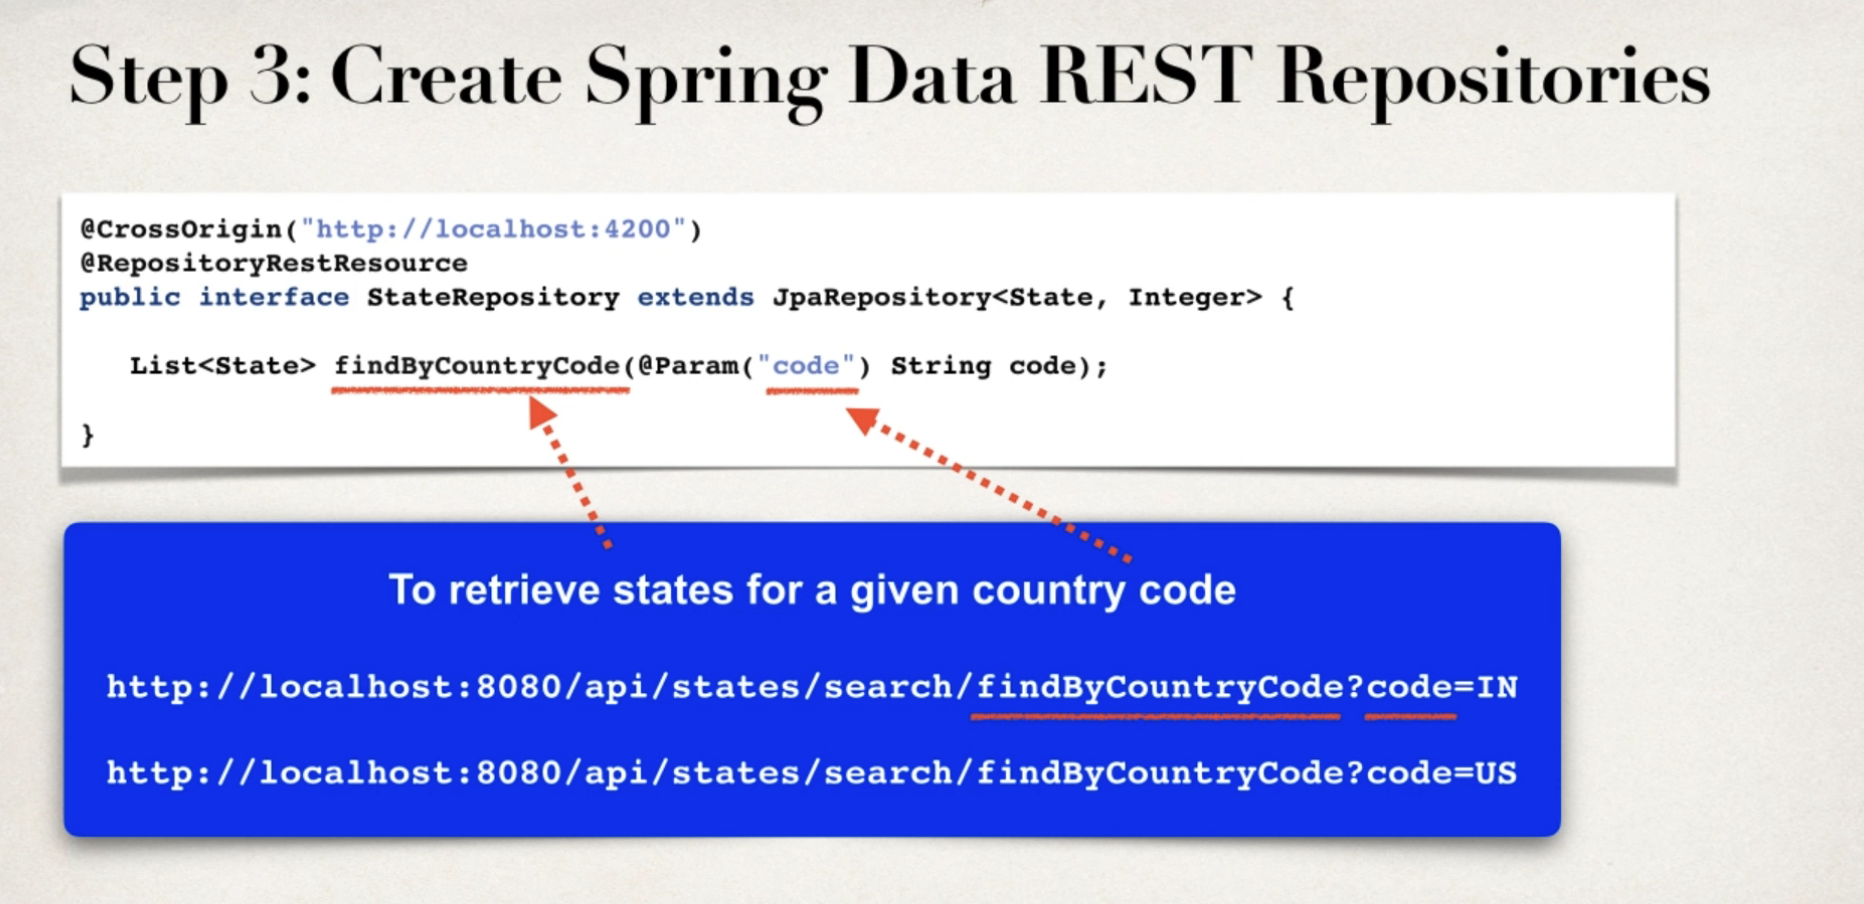 Step 3: Create Spring Data REST Repositories
@CrossOrigin("http://localhost:4200")
@RepositoryRestResource
public interface StateRepository extends JpaRepository<State, Integer> {
List<State> findByCountryCode(@Param("code") String code);
}
To retrieve states for a given country code
http://localhost:8080/api/states/search/findByCountryCode?code=IN
http://localhost:8080/api/states/search/findByCountryCode?code=US